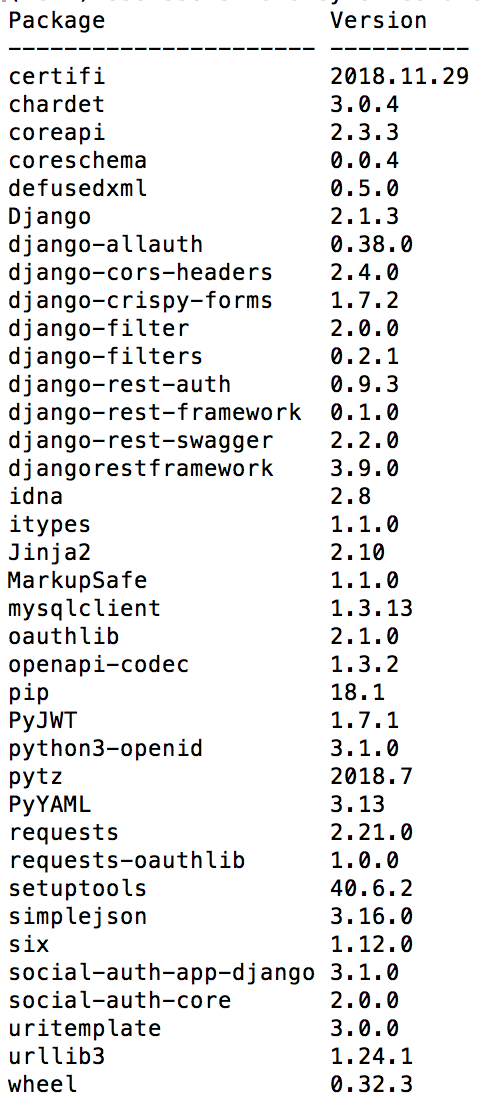 Package                Version
---------------------- ----------
certifi                2018.11.29
chardet                3.0.4
coreapi                2.3.3
coreschema             0.0.4
defusedxml             0.5.0
Django                 2.1.3
django-allauth         0.38.0
django-cors-headers    2.4.0
django-crispy-forms    1.7.2
django-filter          2.0.0
django-filters         0.2.1
django-rest-auth       0.9.3
django-rest-framework  0.1.0
django-rest-swagger    2.2.0
djangorestframework    3.9.0
idna                   2.8
itypes                 1.1.0
Jinja2                 2.10
MarkupSafe             1.1.0
mysqlclient            1.3.13
oauthlib               2.1.0
openapi-codec          1.3.2
pip                    18.1
PyJWT                  1.7.1
python3-openid         3.1.0
pytz                   2018.7
PyYAML                 3.13
requests               2.21.0
requests-oauthlib      1.0.0
setuptools             40.6.2
simplejson             3.16.0
six                    1.12.0
social-auth-app-django 3.1.0
social-auth-core       2.0.0
uritemplate            3.0.0
urllib3                1.24.1
wheel                  0.32.3